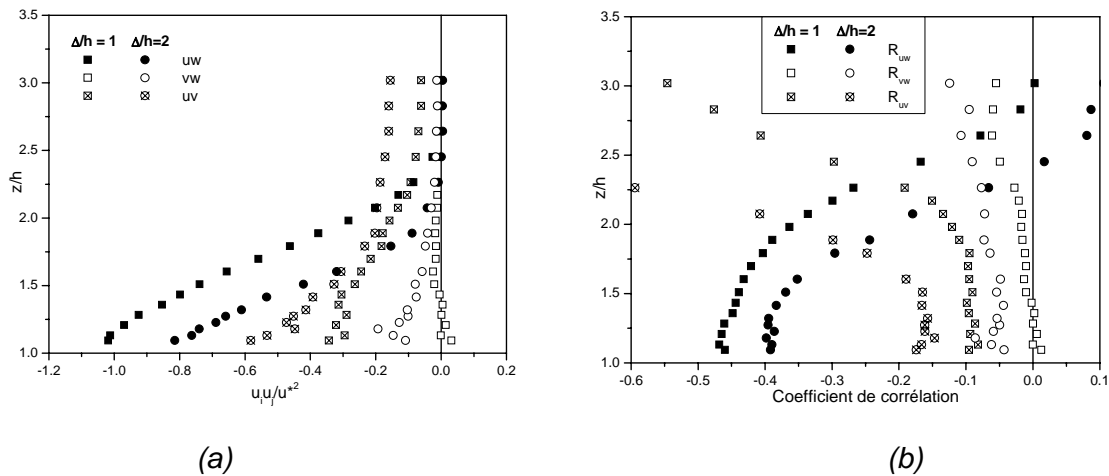 3.5
3.0
2.5
2.0
1.5
1.0
z/h
Δ/h = 1 Δ/h=2
uw
vw
uv
-1.2 -1.0 -0.8 -0.6 -0.4 -0.2 -0.0 0.2
u_iu_j/u*²
(a)
3.5
3.0
2.5
2.0
1.5
1.0
z/h
Δ/h = 1 Δ/h=2
R_uw
R_vw
R_uv
-0.6 -0.5 -0.4 -0.3 -0.2 -0.1 0.0 0.1
Coefficient de corrélation
(b)